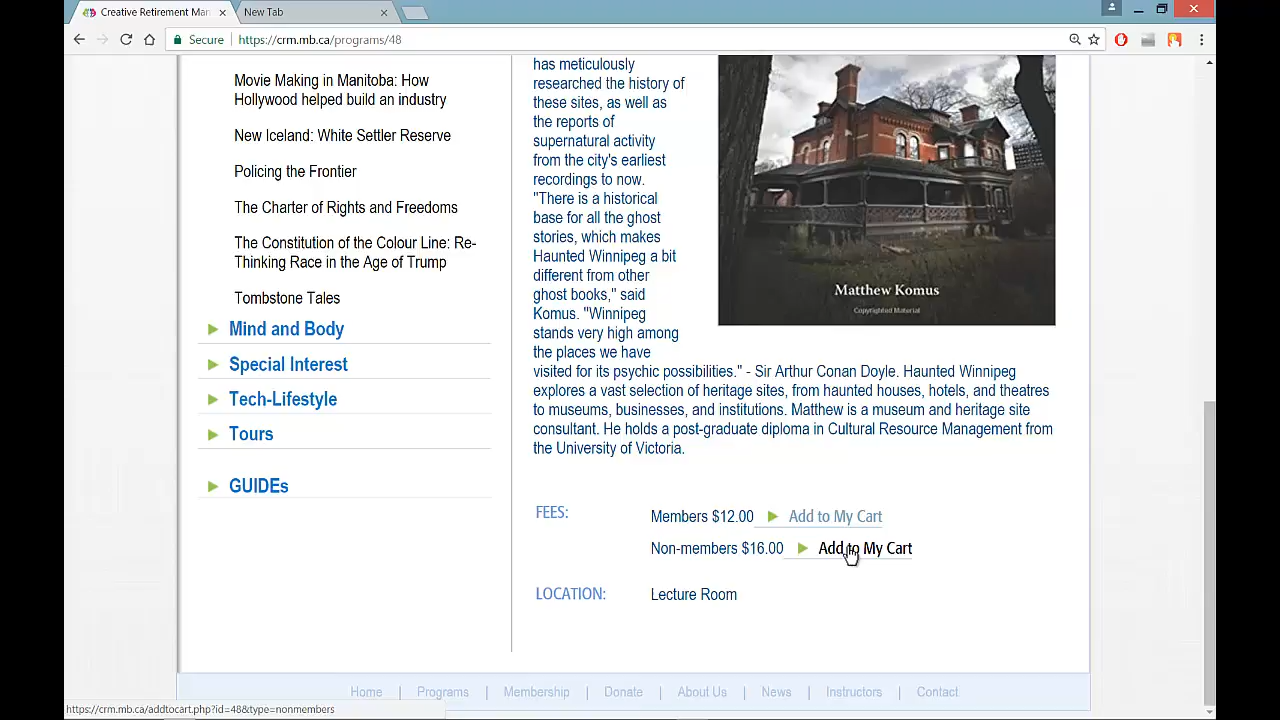 Creative Retirement Man
New Tab
Secure
https://crm.mb.ca/programs/48
Movie Making in Manitoba: How
Hollywood helped build an industry
New Iceland: White Settler Reserve
Policing the Frontier
The Charter of Rights and Freedoms
The Constitution of the Colour Line: Re-
Thinking Race in the Age of Trump
Tombstone Tales
Mind and Body
Special Interest
Tech-Lifestyle
Tours
GUIDEs
has meticulously
researched the history of
these sites, as well as
the reports of
supernatural activity
from the city's earliest
recordings to now.
"There is a historical
base for all the ghost
stories, which makes
Haunted Winnipeg a bit
different from other
ghost books," said
Komus. "Winnipeg
stands very high among
the places we have
visited for its psychic possibilities." - Sir Arthur Conan Doyle. Haunted Winnipeg
explores a vast selection of heritage sites, from haunted houses, hotels, and theatres
to museums, businesses, and institutions. Matthew is a museum and heritage site
consultant. He holds a post-graduate diploma in Cultural Resource Management from
the University of Victoria.
Matthew Komus
Copyrighted Material
FEES:
Members $12.00 Add to My Cart
Non-members $16.00 Add to My Cart
LOCATION: Lecture Room
Home | Programs | Membership | Donate | About Us | News | Instructors | Contact
https://crm.mb.ca/addtocart.php?id=48&type=nonmembers